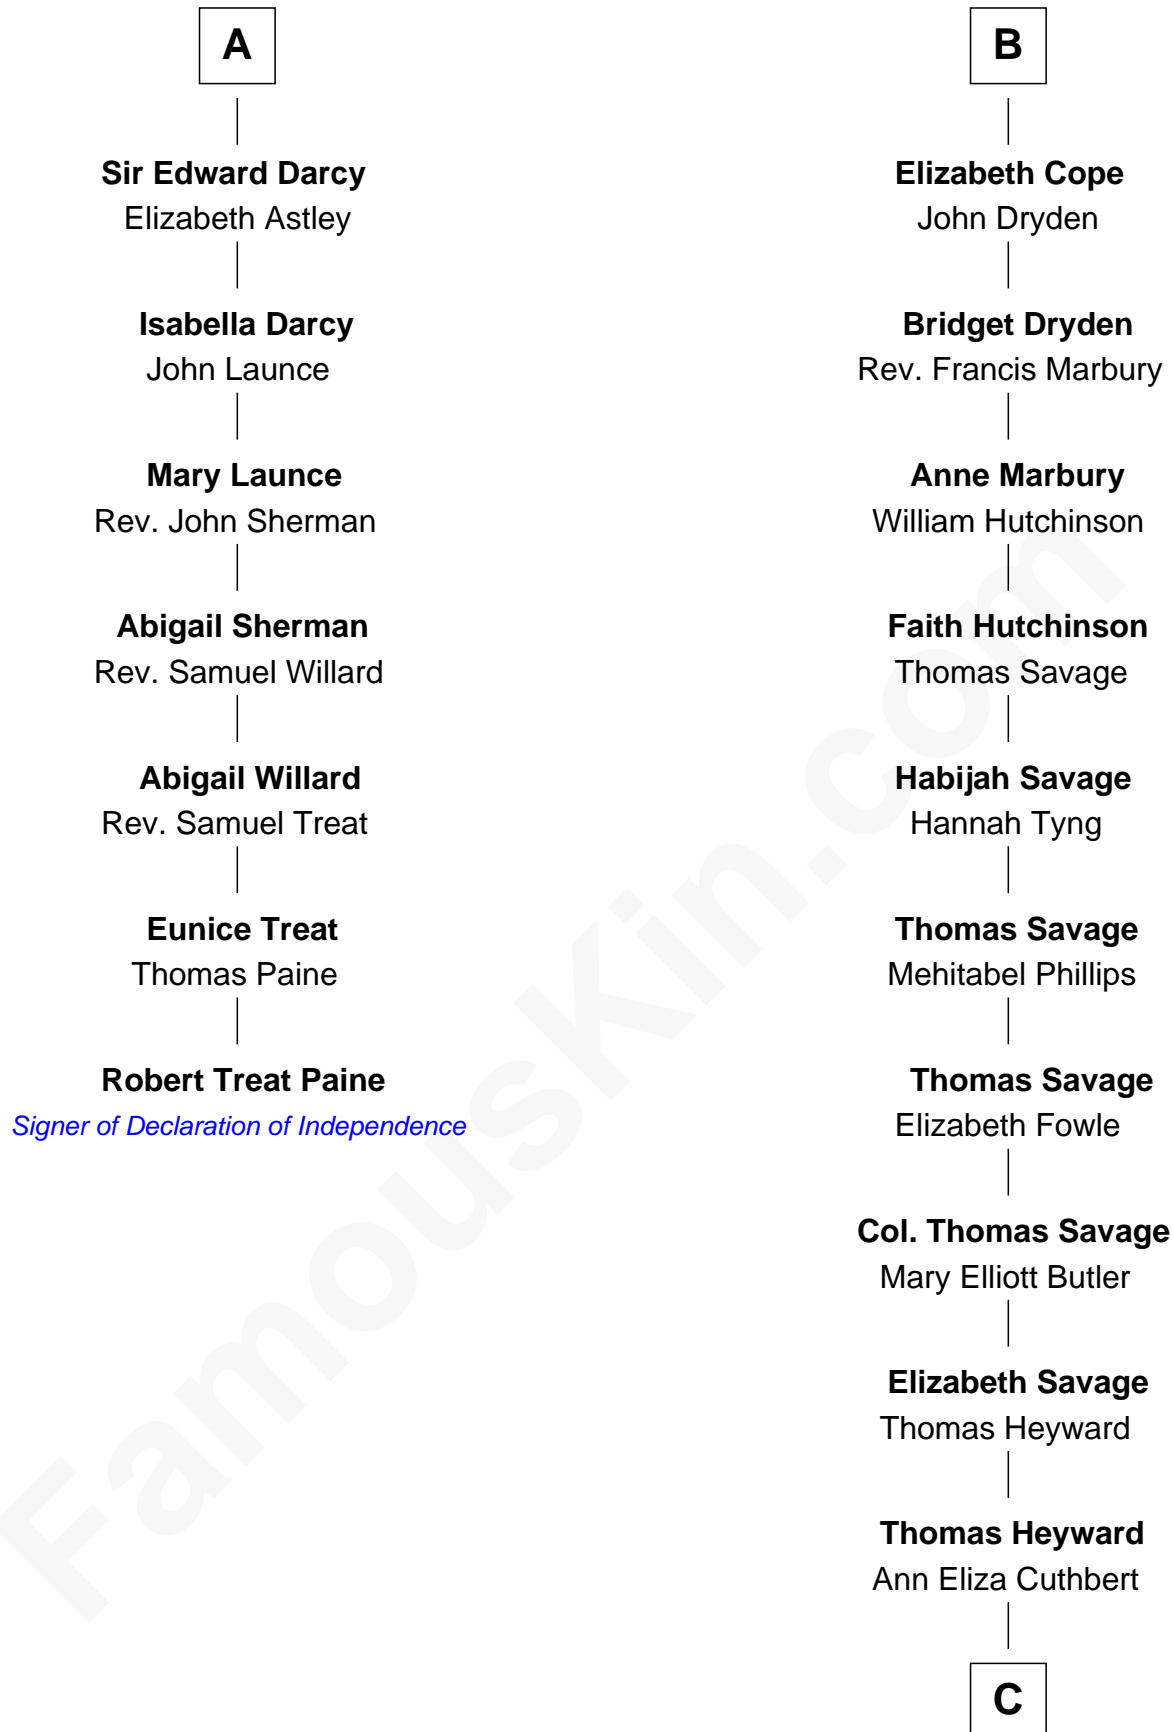 A
Sir Edward Darcy
Elizabeth Astley
Isabella Darcy
John Launce
Mary Launce
Rev. John Sherman
Abigail Sherman
Rev. Samuel Willard
Abigail Willard
Rev. Samuel Treat
Eunice Treat
Thomas Paine
Robert Treat Paine
Signer of Declaration of Independence
B
Elizabeth Cope
John Dryden
Bridget Dryden
Rev. Francis Marbury
Anne Marbury
William Hutchinson
Faith Hutchinson
Thomas Savage
Habijah Savage
Hannah Tyng
Thomas Savage
Mehitabel Phillips
Thomas Savage
Elizabeth Fowle
Col. Thomas Savage
Mary Elliott Butler
Elizabeth Savage
Thomas Heyward
Thomas Heyward
Ann Eliza Cuthbert
C
FamousKin.com